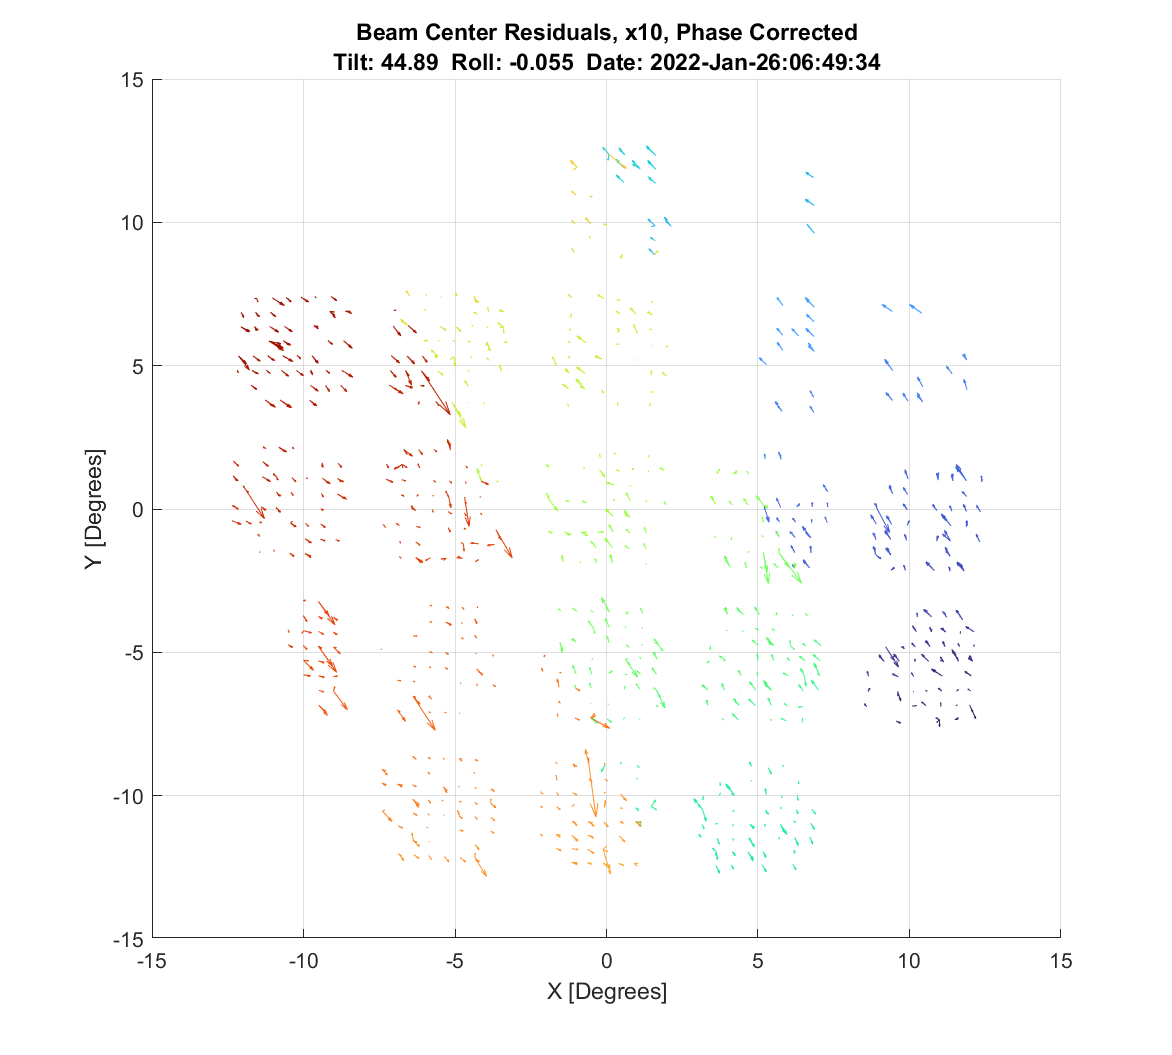 Beam Center Residuals, x10, Phase Corrected
Tilt: 44.89 Roll: -0.055 Date: 2022-Jan-26:06:49:34
15
10
5
0
-5
-10
-15
Y [Degrees]
-15 -10 -5 0 5 10 15
X [Degrees]